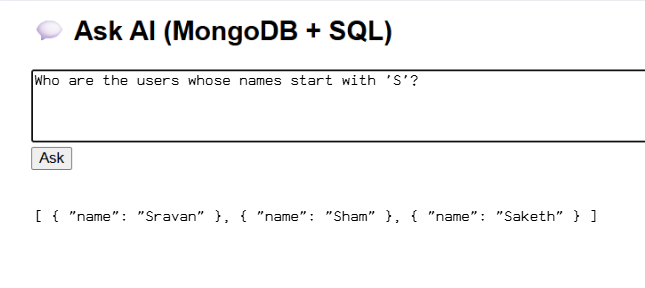 💬 Ask AI (MongoDB + SQL)
Who are the users whose names start with 'S'?
Ask
[ { "name": "Sravan" }, { "name": "Sham" }, { "name": "Saketh" } ]